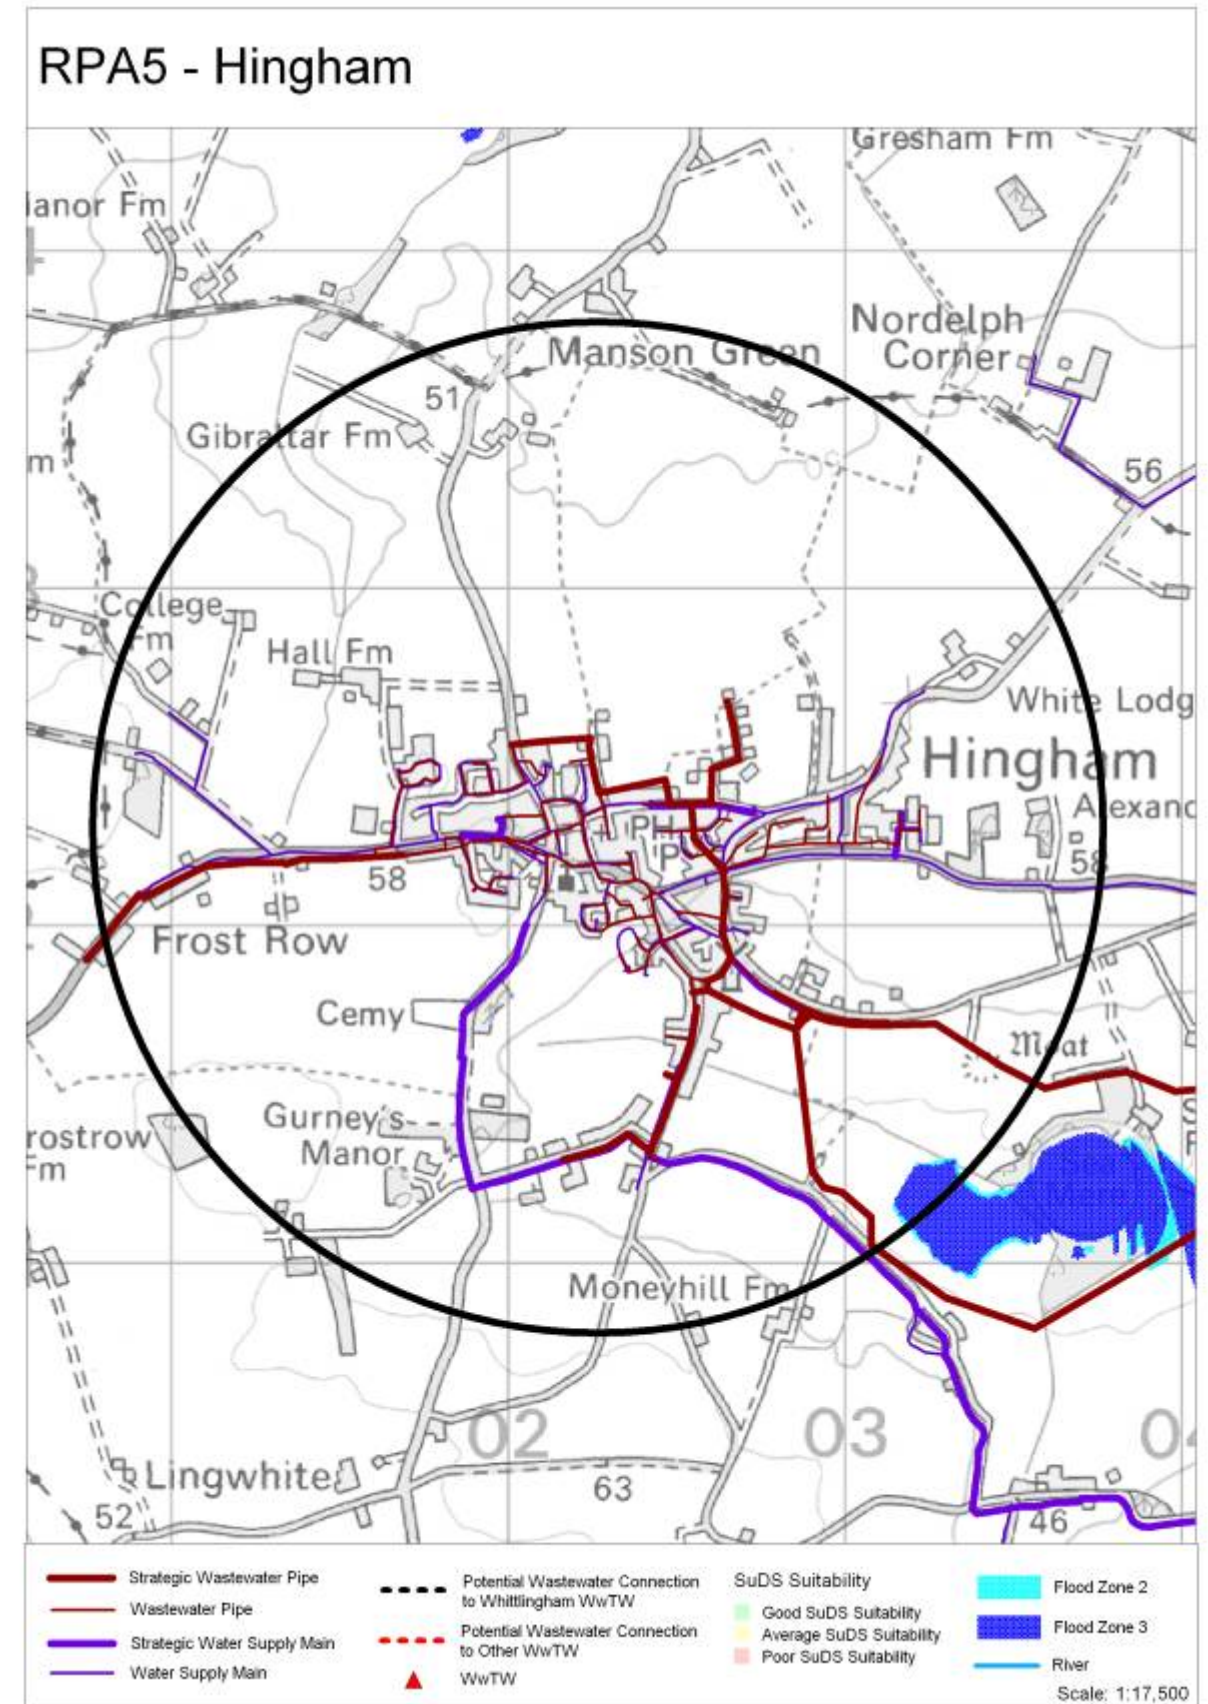 RPA5 - Hingham
Gresham Fm
anor Fm
Nordelph
Corner
Manson Green
51
Gibraltar Fm
m
56
College
Fm
Hall Fm
White Lodg
Hingham
Alexanc
PH
P
58
58
Frost Row
Cemy
Moat
Gurney's
Manor
rostrow
Fm
S
F
Moneyhill Fm
02
03
04
Lingwhite
63
52
46
Strategic Wastewater Pipe
Wastewater Pipe
Strategic Water Supply Main
Water Supply Main
Potential Wastewater Connection
to Whittlingham WwTW
Potential Wastewater Connection
to Other WwTW
WwTW
SuDS Suitability
Good SuDS Suitability
Average SuDS Suitability
Poor SuDS Suitability
Flood Zone 2
Flood Zone 3
River
Scale: 1:17,500